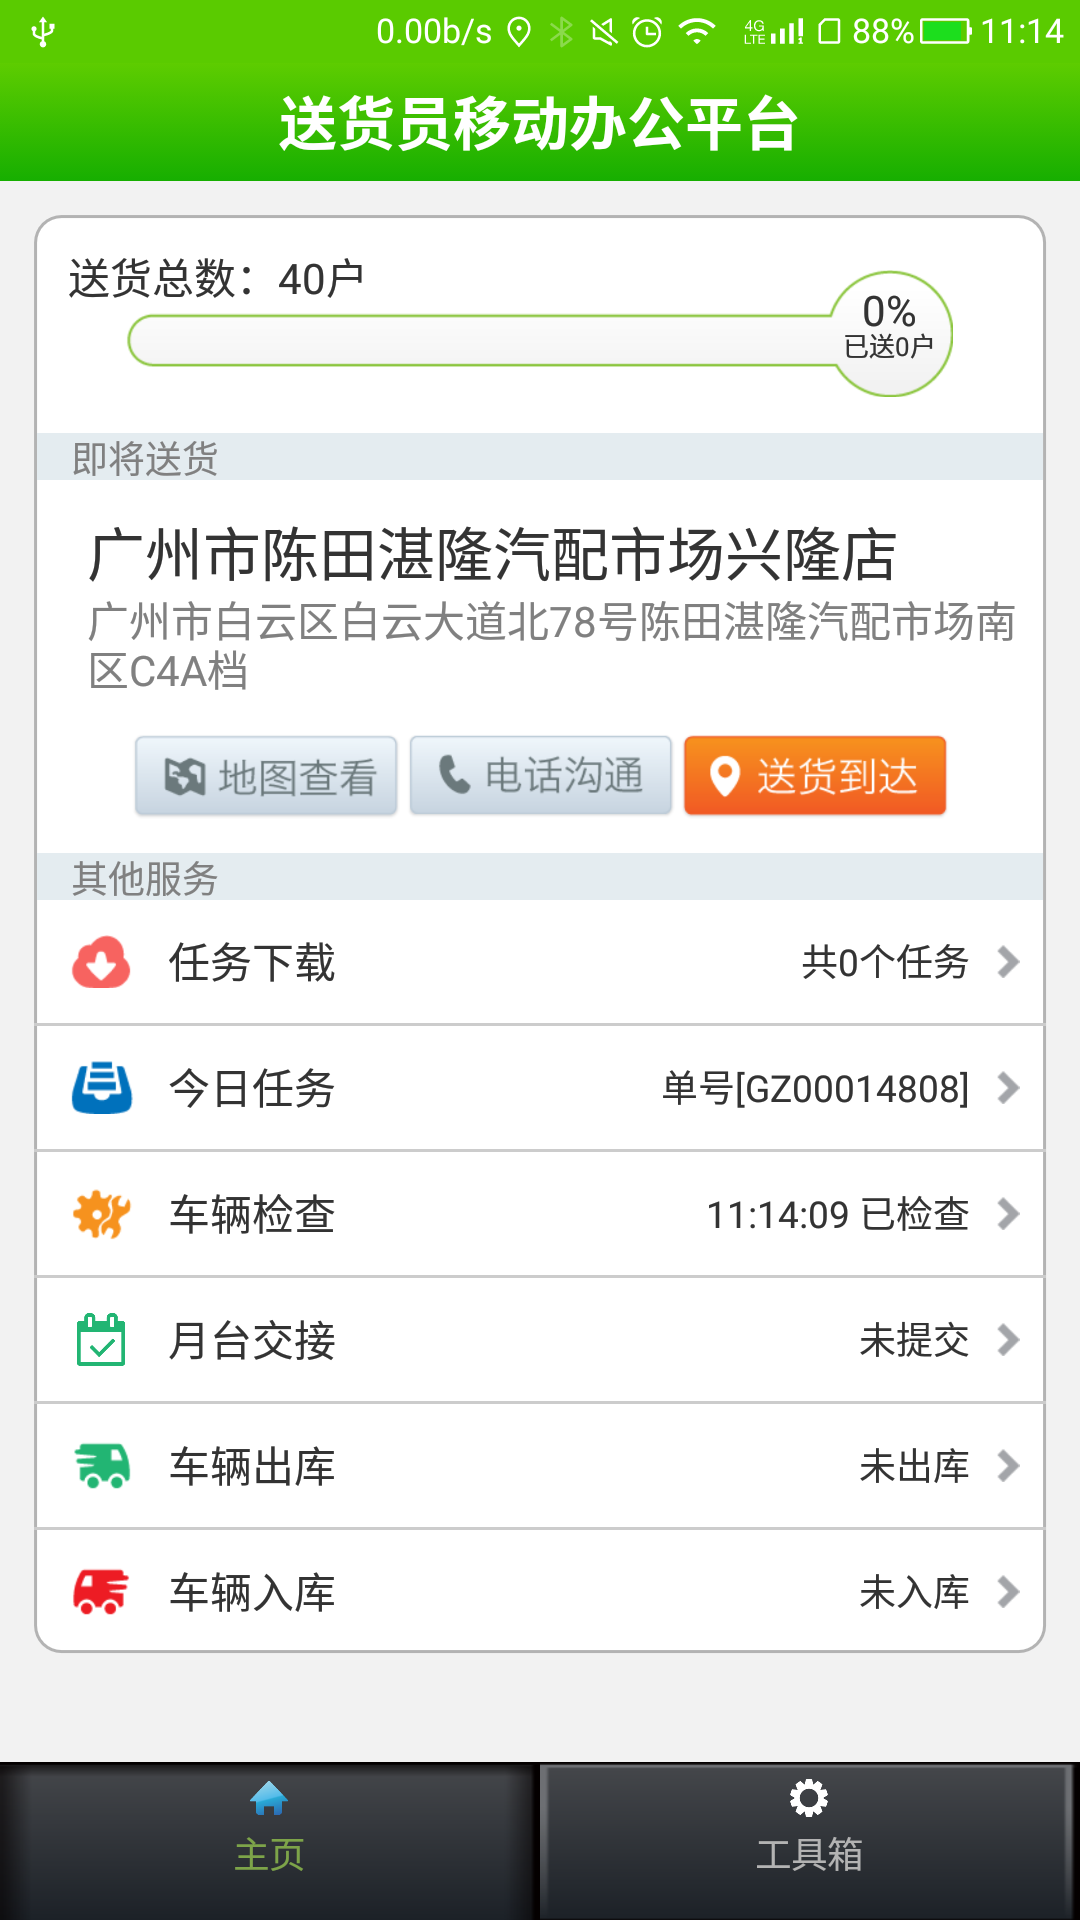 0.00b/s 4G LTE 88% 11:14
送货员移动办公平台
送货总数：40户
0%
已送0户
即将送货
广州市陈田湛隆汽配市场兴隆店
广州市白云区白云大道北78号陈田湛隆汽配市场南
区C4A档
地图查看 电话沟通 送货到达
其他服务
任务下载 共0个任务
今日任务 单号[GZ00014808]
车辆检查 11:14:09 已检查
月台交接 未提交
车辆出库 未出库
车辆入库 未入库
主页 工具箱